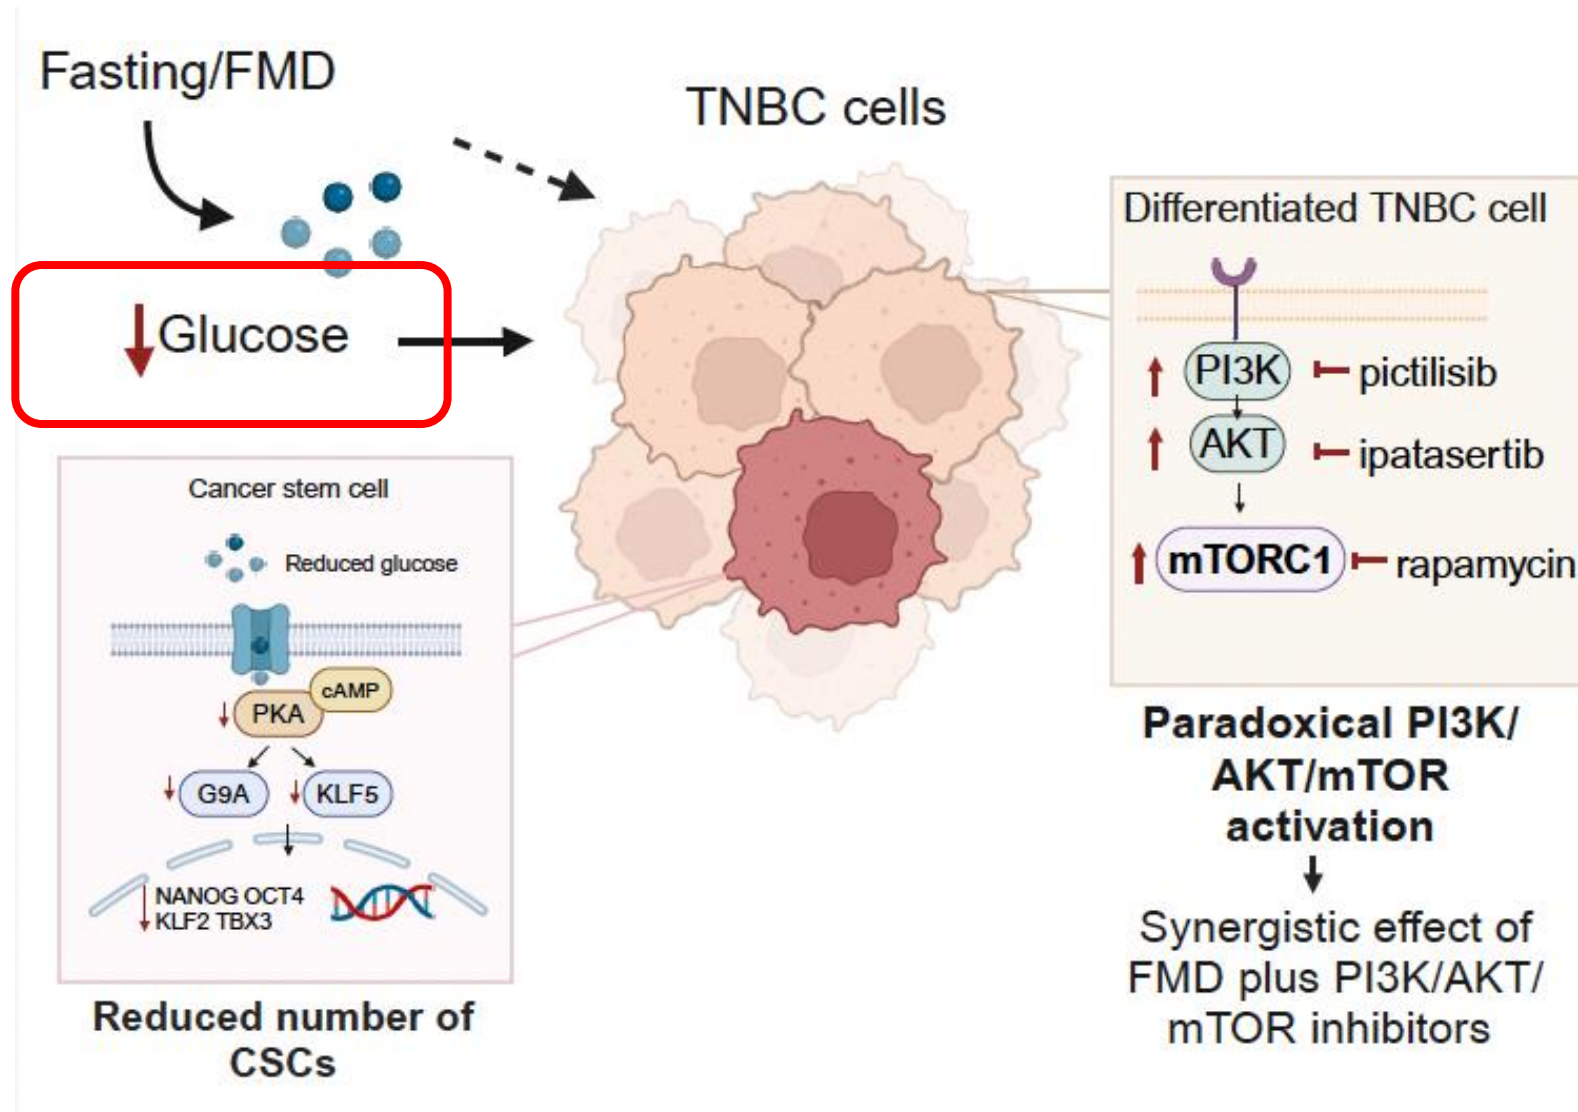 Fasting/FMD
TNBC cells
Glucose
Cancer stem cell
Reduced glucose
cAMP
PKA
G9A
KLF5
NANOG OCT4
KLF2 TBX3
Reduced number of
CSCs
Differentiated TNBC cell
PI3K
pictilisib
AKT
ipatasertib
mTORC1
rapamycin
Paradoxical PI3K/
AKT/mTOR
activation
Synergistic effect of
FMD plus PI3K/AKT/
mTOR inhibitors